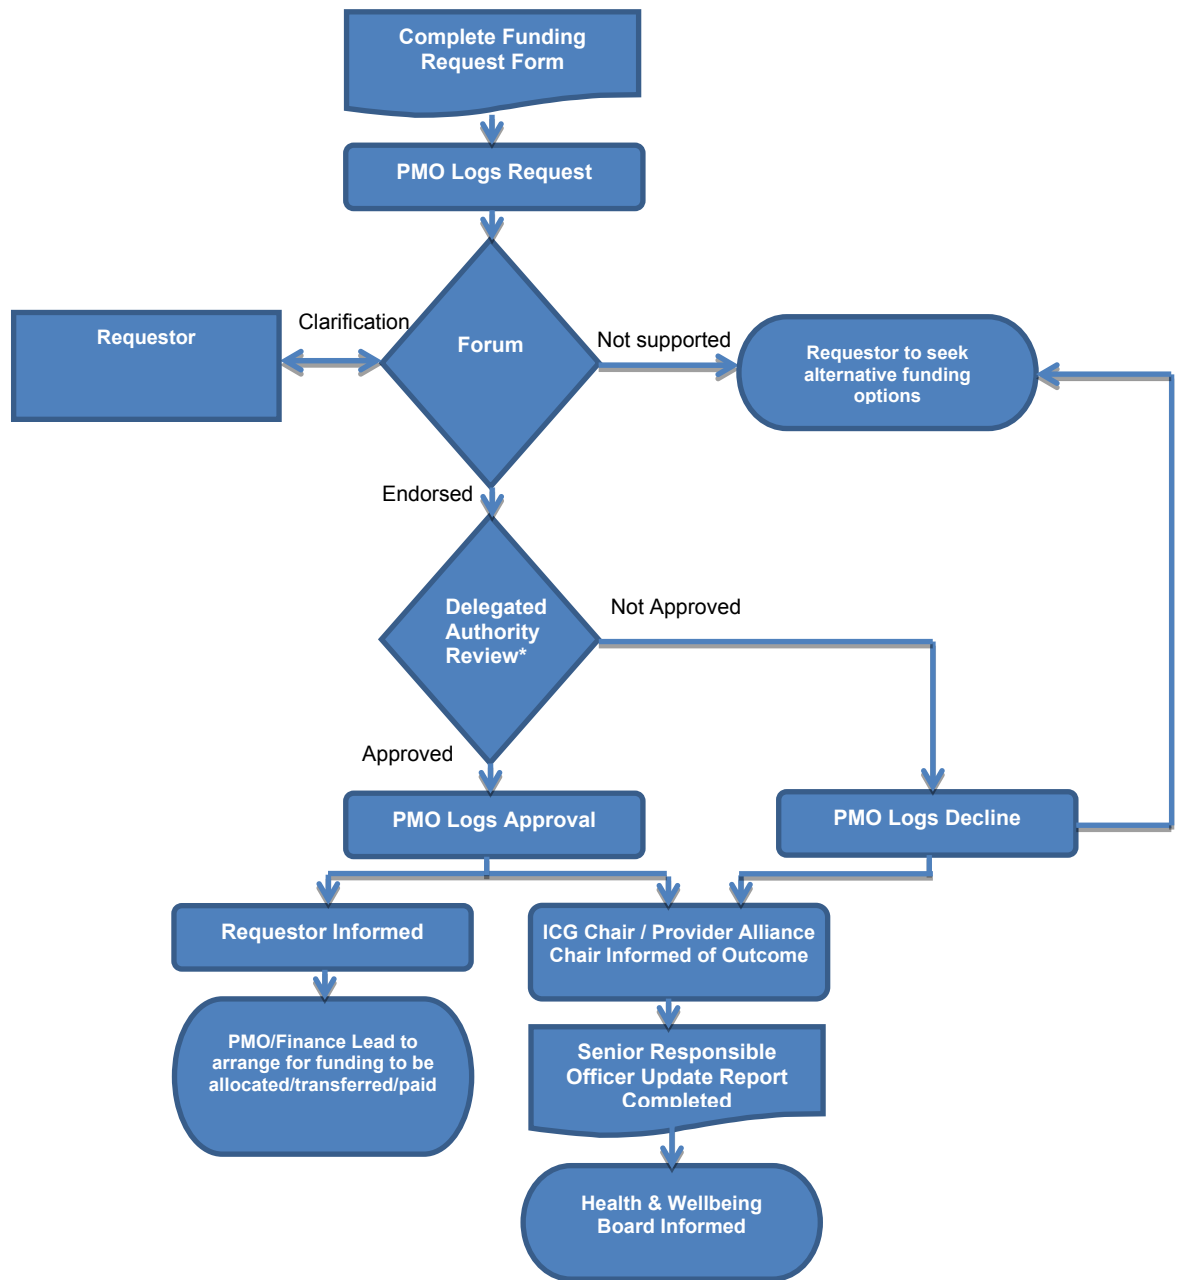 Complete Funding
Request Form
PMO Logs Request
Requestor
Clarification
Forum
Not supported
Requestor to seek
alternative funding
options
Endorsed
Delegated
Authority
Review*
Not Approved
Approved
PMO Logs Approval
PMO Logs Decline
Requestor Informed
ICG Chair / Provider Alliance
Chair Informed of Outcome
PMO/Finance Lead to
arrange for funding to be
allocated/transferred/paid
Senior Responsible
Officer Update Report
Completed
Health & Wellbeing
Board Informed